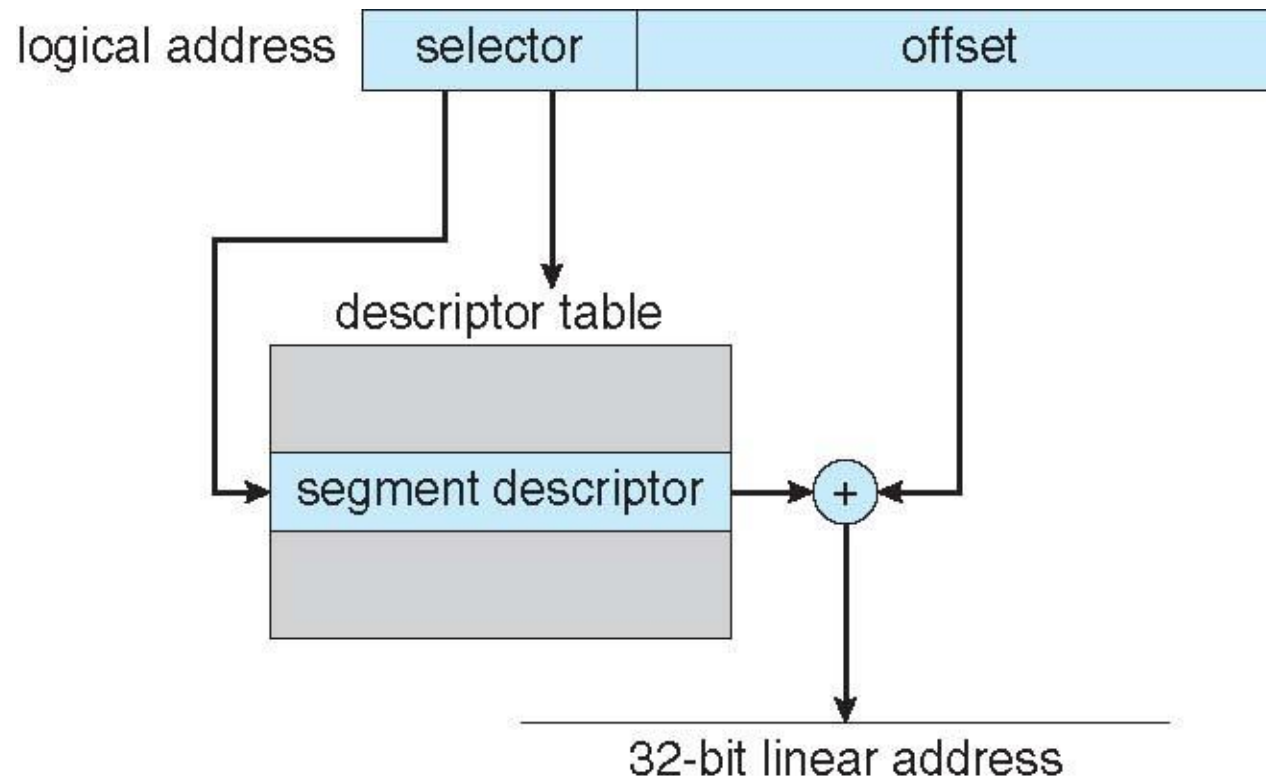 logical address selector offset
descriptor table
segment descriptor +
32-bit linear address